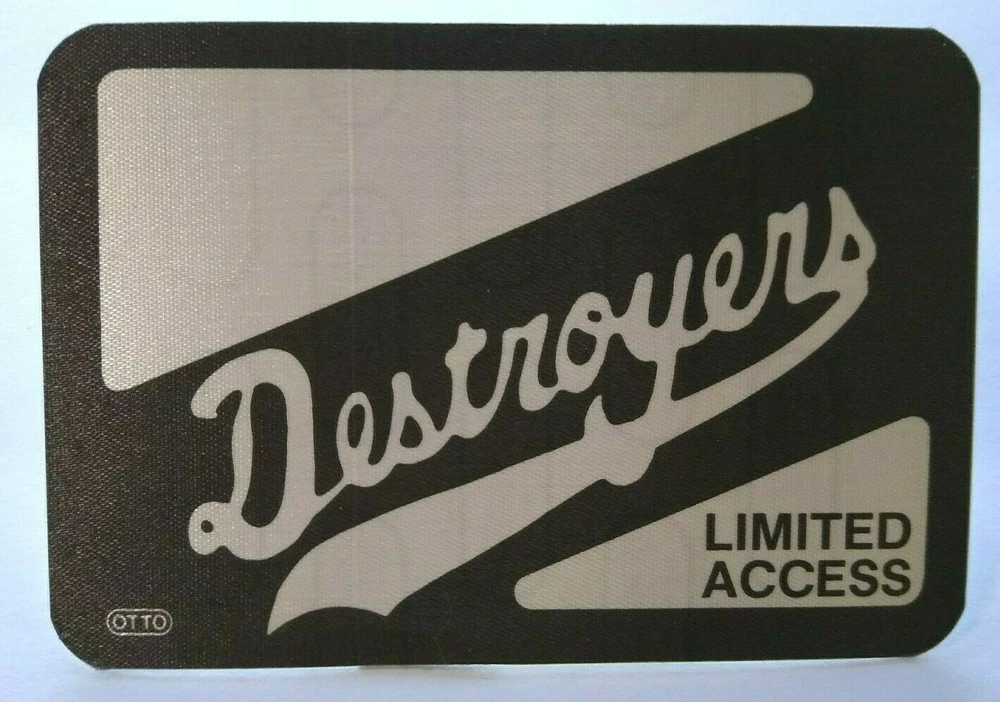 Destroyers
LIMITED
ACCESS
OTTO